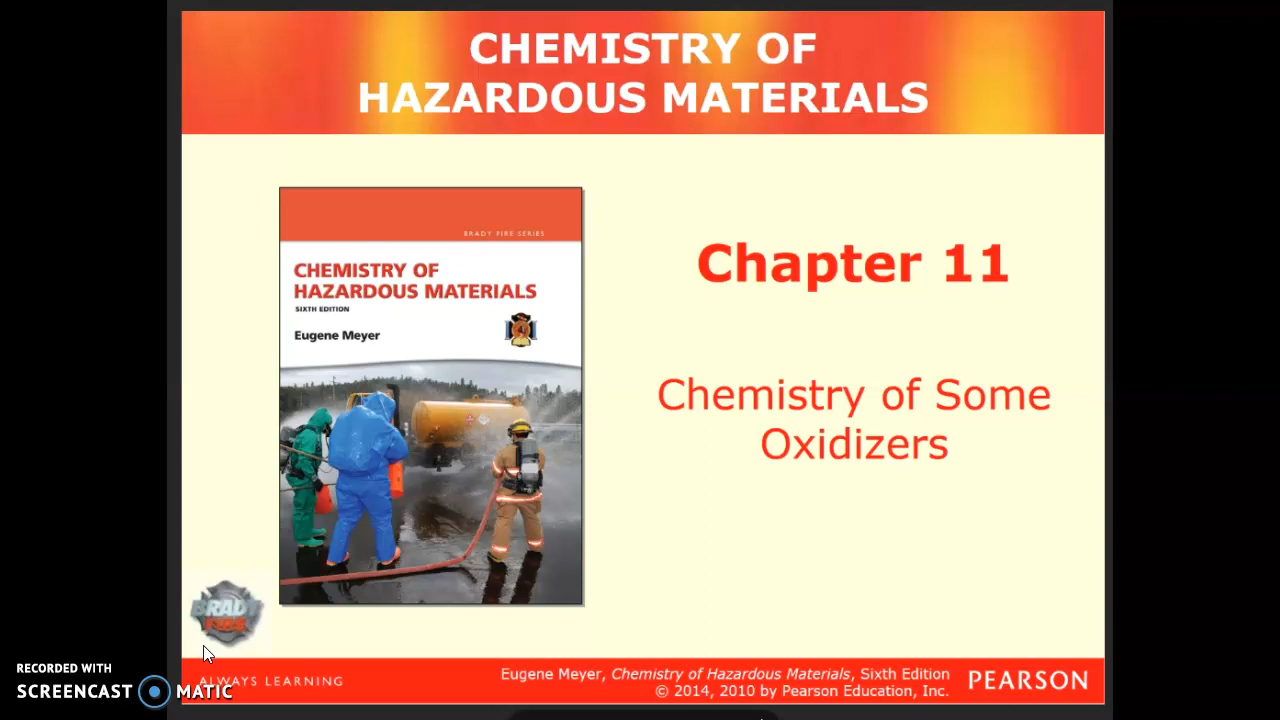 CHEMISTRY OF
HAZARDOUS MATERIALS
BRADY FIRE SERIES
CHEMISTRY OF
HAZARDOUS MATERIALS
SIXTH EDITION
Eugene Meyer
Chapter 11
Chemistry of Some
Oxidizers
BRADY
FIRE
RECORDED WITH
SCREENCAST MATIC
ALWAYS LEARNING
Eugene Meyer, Chemistry of Hazardous Materials, Sixth Edition
© 2014, 2010 by Pearson Education, Inc.
PEARSON